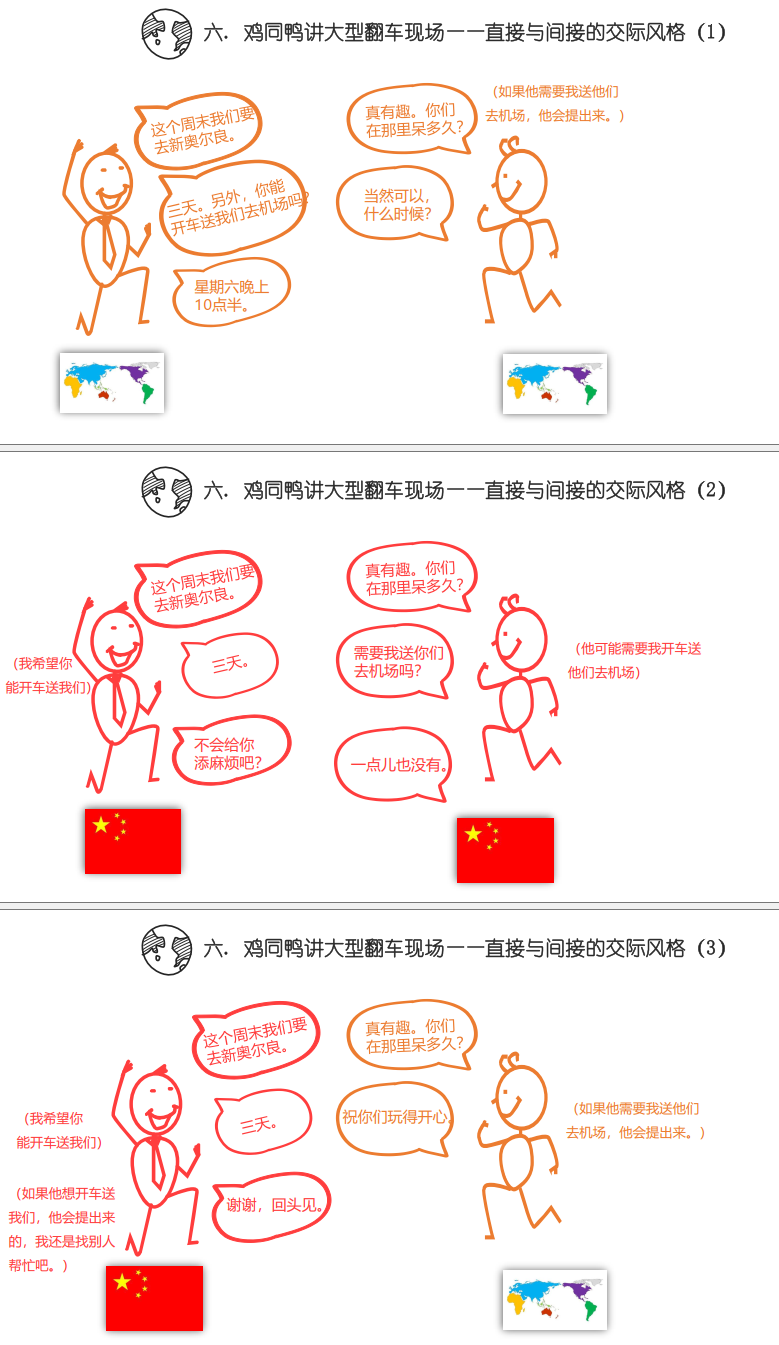 六. 鸡同鸭讲大型翻车现场——直接与间接的交际风格（1）
这个周末我们要
去新奥尔良。
真有趣。你们
在那里呆多久?
（如果他需要我送他们
去机场，他会提出来。）
三天。另外，你能
开车送我们去机场吗?
当然可以，
什么时候?
星期六晚上
10点半。
六. 鸡同鸭讲大型翻车现场——直接与间接的交际风格（2）
这个周末我们要
去新奥尔良。
真有趣。你们
在那里呆多久?
（我希望你
能开车送我们）
三天。
需要我送你们
去机场吗?
（他可能需要我开车送
他们去机场）
不会给你
添麻烦吧?
一点儿也没有。
六. 鸡同鸭讲大型翻车现场——直接与间接的交际风格（3）
这个周末我们要
去新奥尔良。
真有趣。你们
在那里呆多久?
（我希望你
能开车送我们）
三天。
祝你们玩得开心。
（如果他需要我送他们
去机场，他会提出来。）
（如果他想开车送
我们，他会提出来
的，我还是找别人
帮忙吧。）
谢谢，回头见。